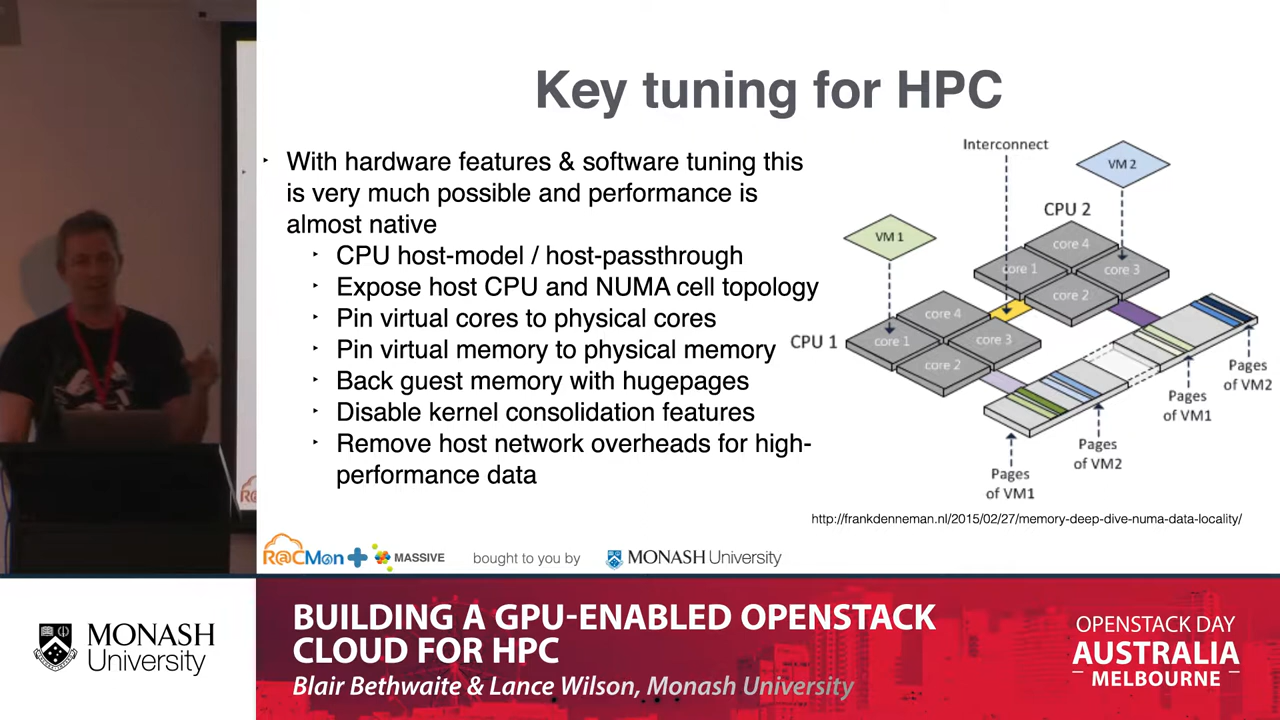 Key tuning for HPC
With hardware features & software tuning this
is very much possible and performance is
almost native
CPU host-model / host-passthrough
Expose host CPU and NUMA cell topology
Pin virtual cores to physical cores
Pin virtual memory to physical memory
Back guest memory with hugepages
Disable kernel consolidation features
Remove host network overheads for high-
performance data
Interconnect
VM 2
CPU 2
VM 1
core 4
core 1
core 3
core 2
CPU 1
core 4
core 1
core 3
core 2
Pages
of VM2
Pages
of VM1
Pages
of VM2
Pages
of VM1
http://frankdenneman.nl/2015/02/27/memory-deep-dive-numa-data-locality/
R@CMon
MASSIVE
bought to you by
MONASH University
MONASH
University
BUILDING A GPU-ENABLED OPENSTACK
CLOUD FOR HPC
Blair Bethwaite & Lance Wilson, Monash University
OPENSTACK DAY
AUSTRALIA
MELBOURNE